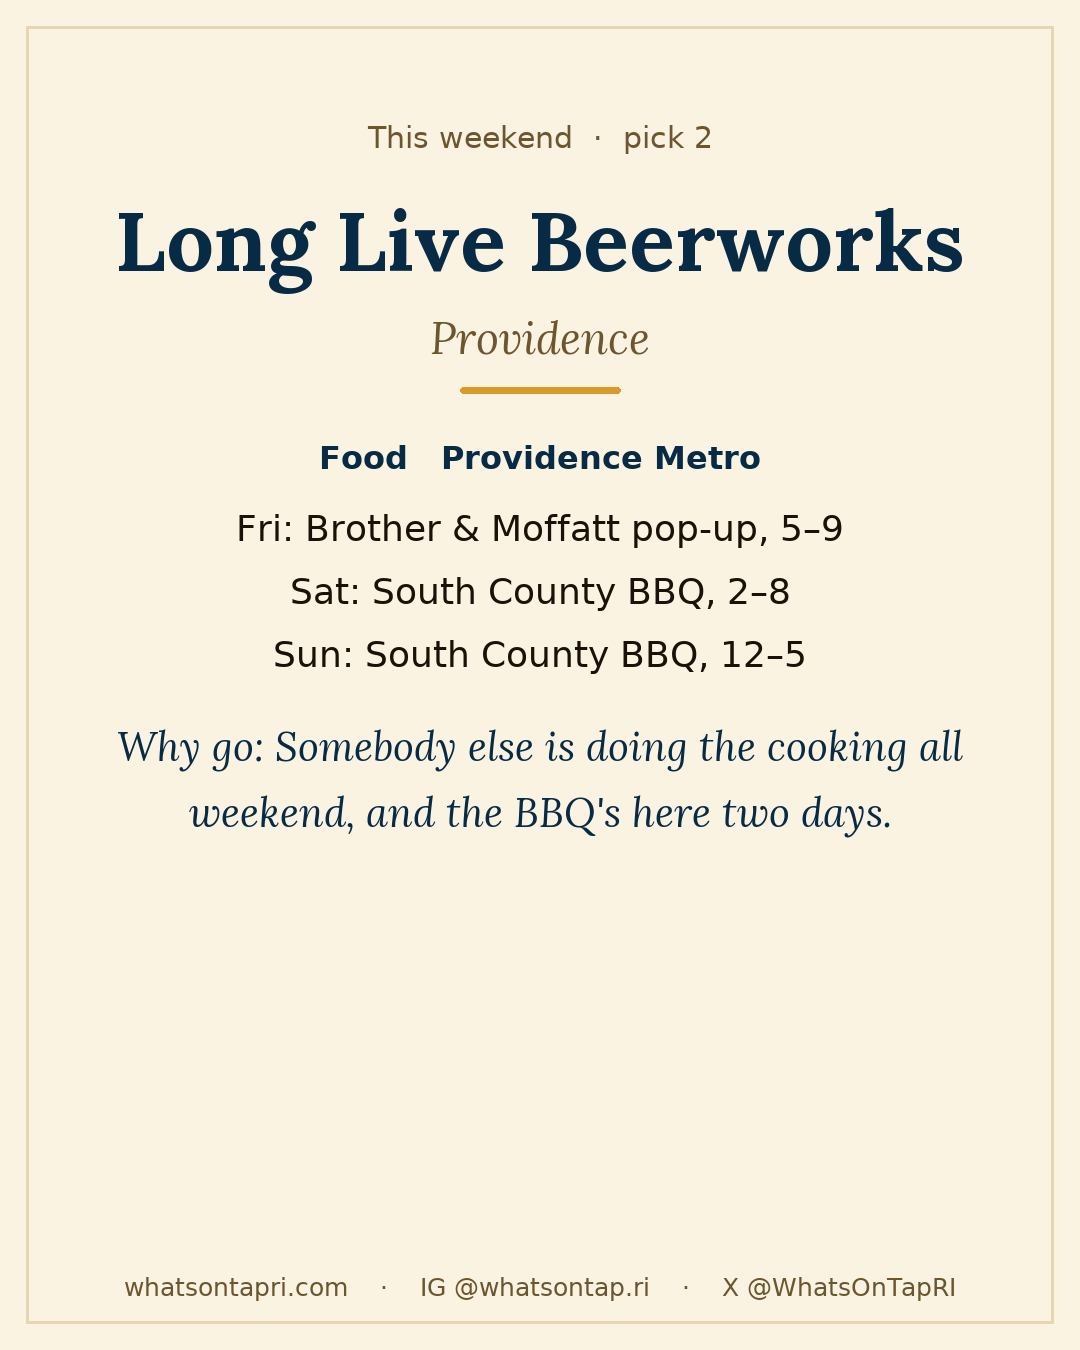 This weekend · pick 2
Long Live Beerworks
Providence
Food Providence Metro
Fri: Brother & Moffatt pop-up, 5–9
Sat: South County BBQ, 2–8
Sun: South County BBQ, 12–5
Why go: Somebody else is doing the cooking all
weekend, and the BBQ's here two days.
whatsontapri.com · IG @whatsontap.ri · X @WhatsOnTapRI